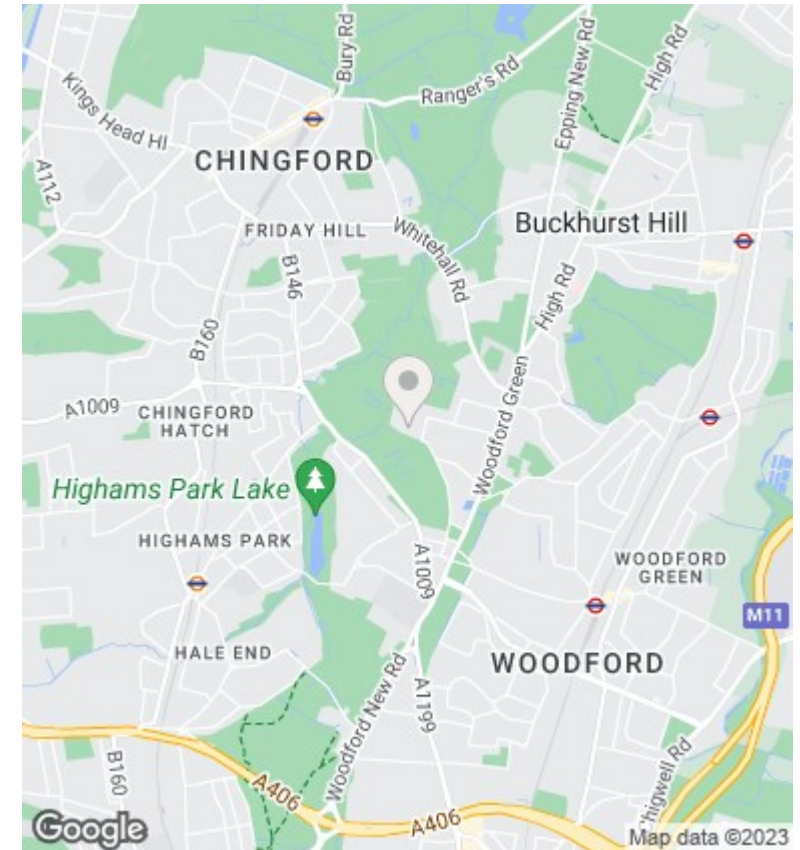 Bury Rd
Ranger's Rd
Epping New Rd
High Rd
Kings Head Hl
CHINGFORD
A112
FRIDAY HILL
Whitehall Rd
Buckhurst Hill
B146
High Rd
B160
Woodford Green
A1009
CHINGFORD
HATCH
Highams Park Lake
HIGHAMS PARK
A1009
WOODFORD
GREEN
M11
HALE END
WOODFORD
Woodford New Rd
A1199
B160
A406
A406
higwell Rd
Google
Map data ©2023